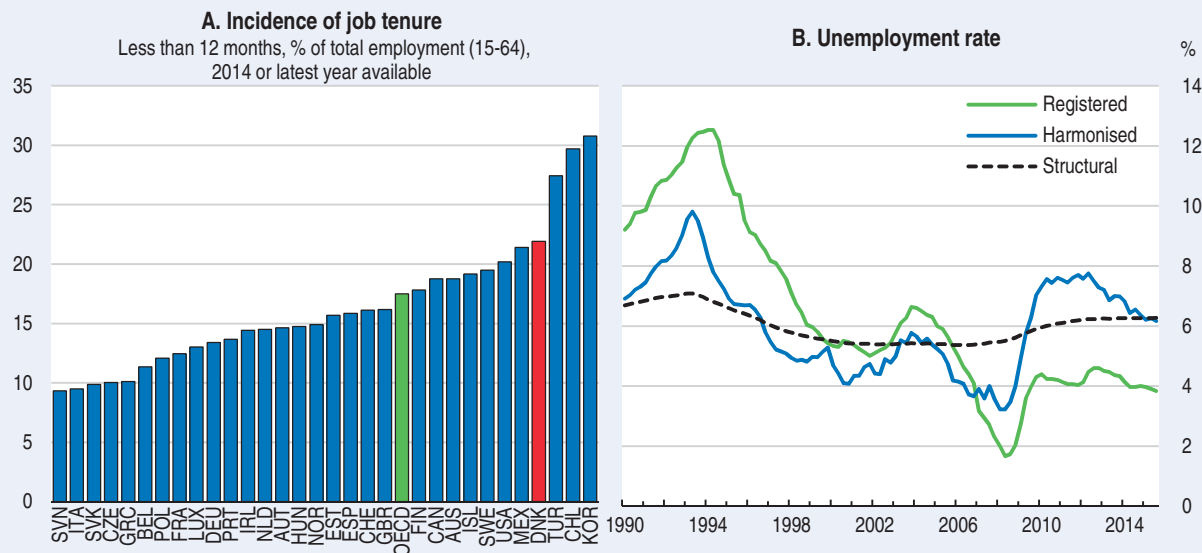 A. Incidence of job tenure
Less than 12 months, % of total employment (15-64),
2014 or latest year available
35
30
25
20
15
10
5
0
SVN ITA SVK CZE GRC BEL POL FRA LUX DEU PRT IRL NLD AUT HUN NOR EST ESP CHE GBR OECD FIN CAN AUS ISL SWE USA MEX DNK TUR CHL KOR
B. Unemployment rate
%
14
12
10
8
6
4
2
0
Registered
Harmonised
Structural
1990 1994 1998 2002 2006 2010 2014